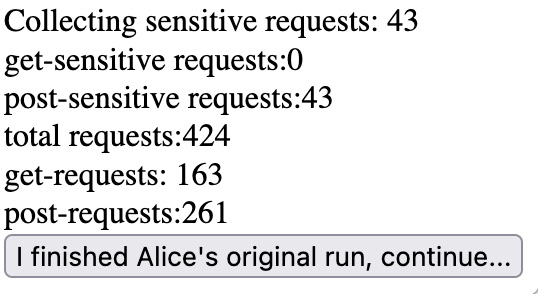 Collecting sensitive requests: 43
get-sensitive requests:0
post-sensitive requests:43
total requests:424
get-requests: 163
post-requests:261
I finished Alice's original run, continue...